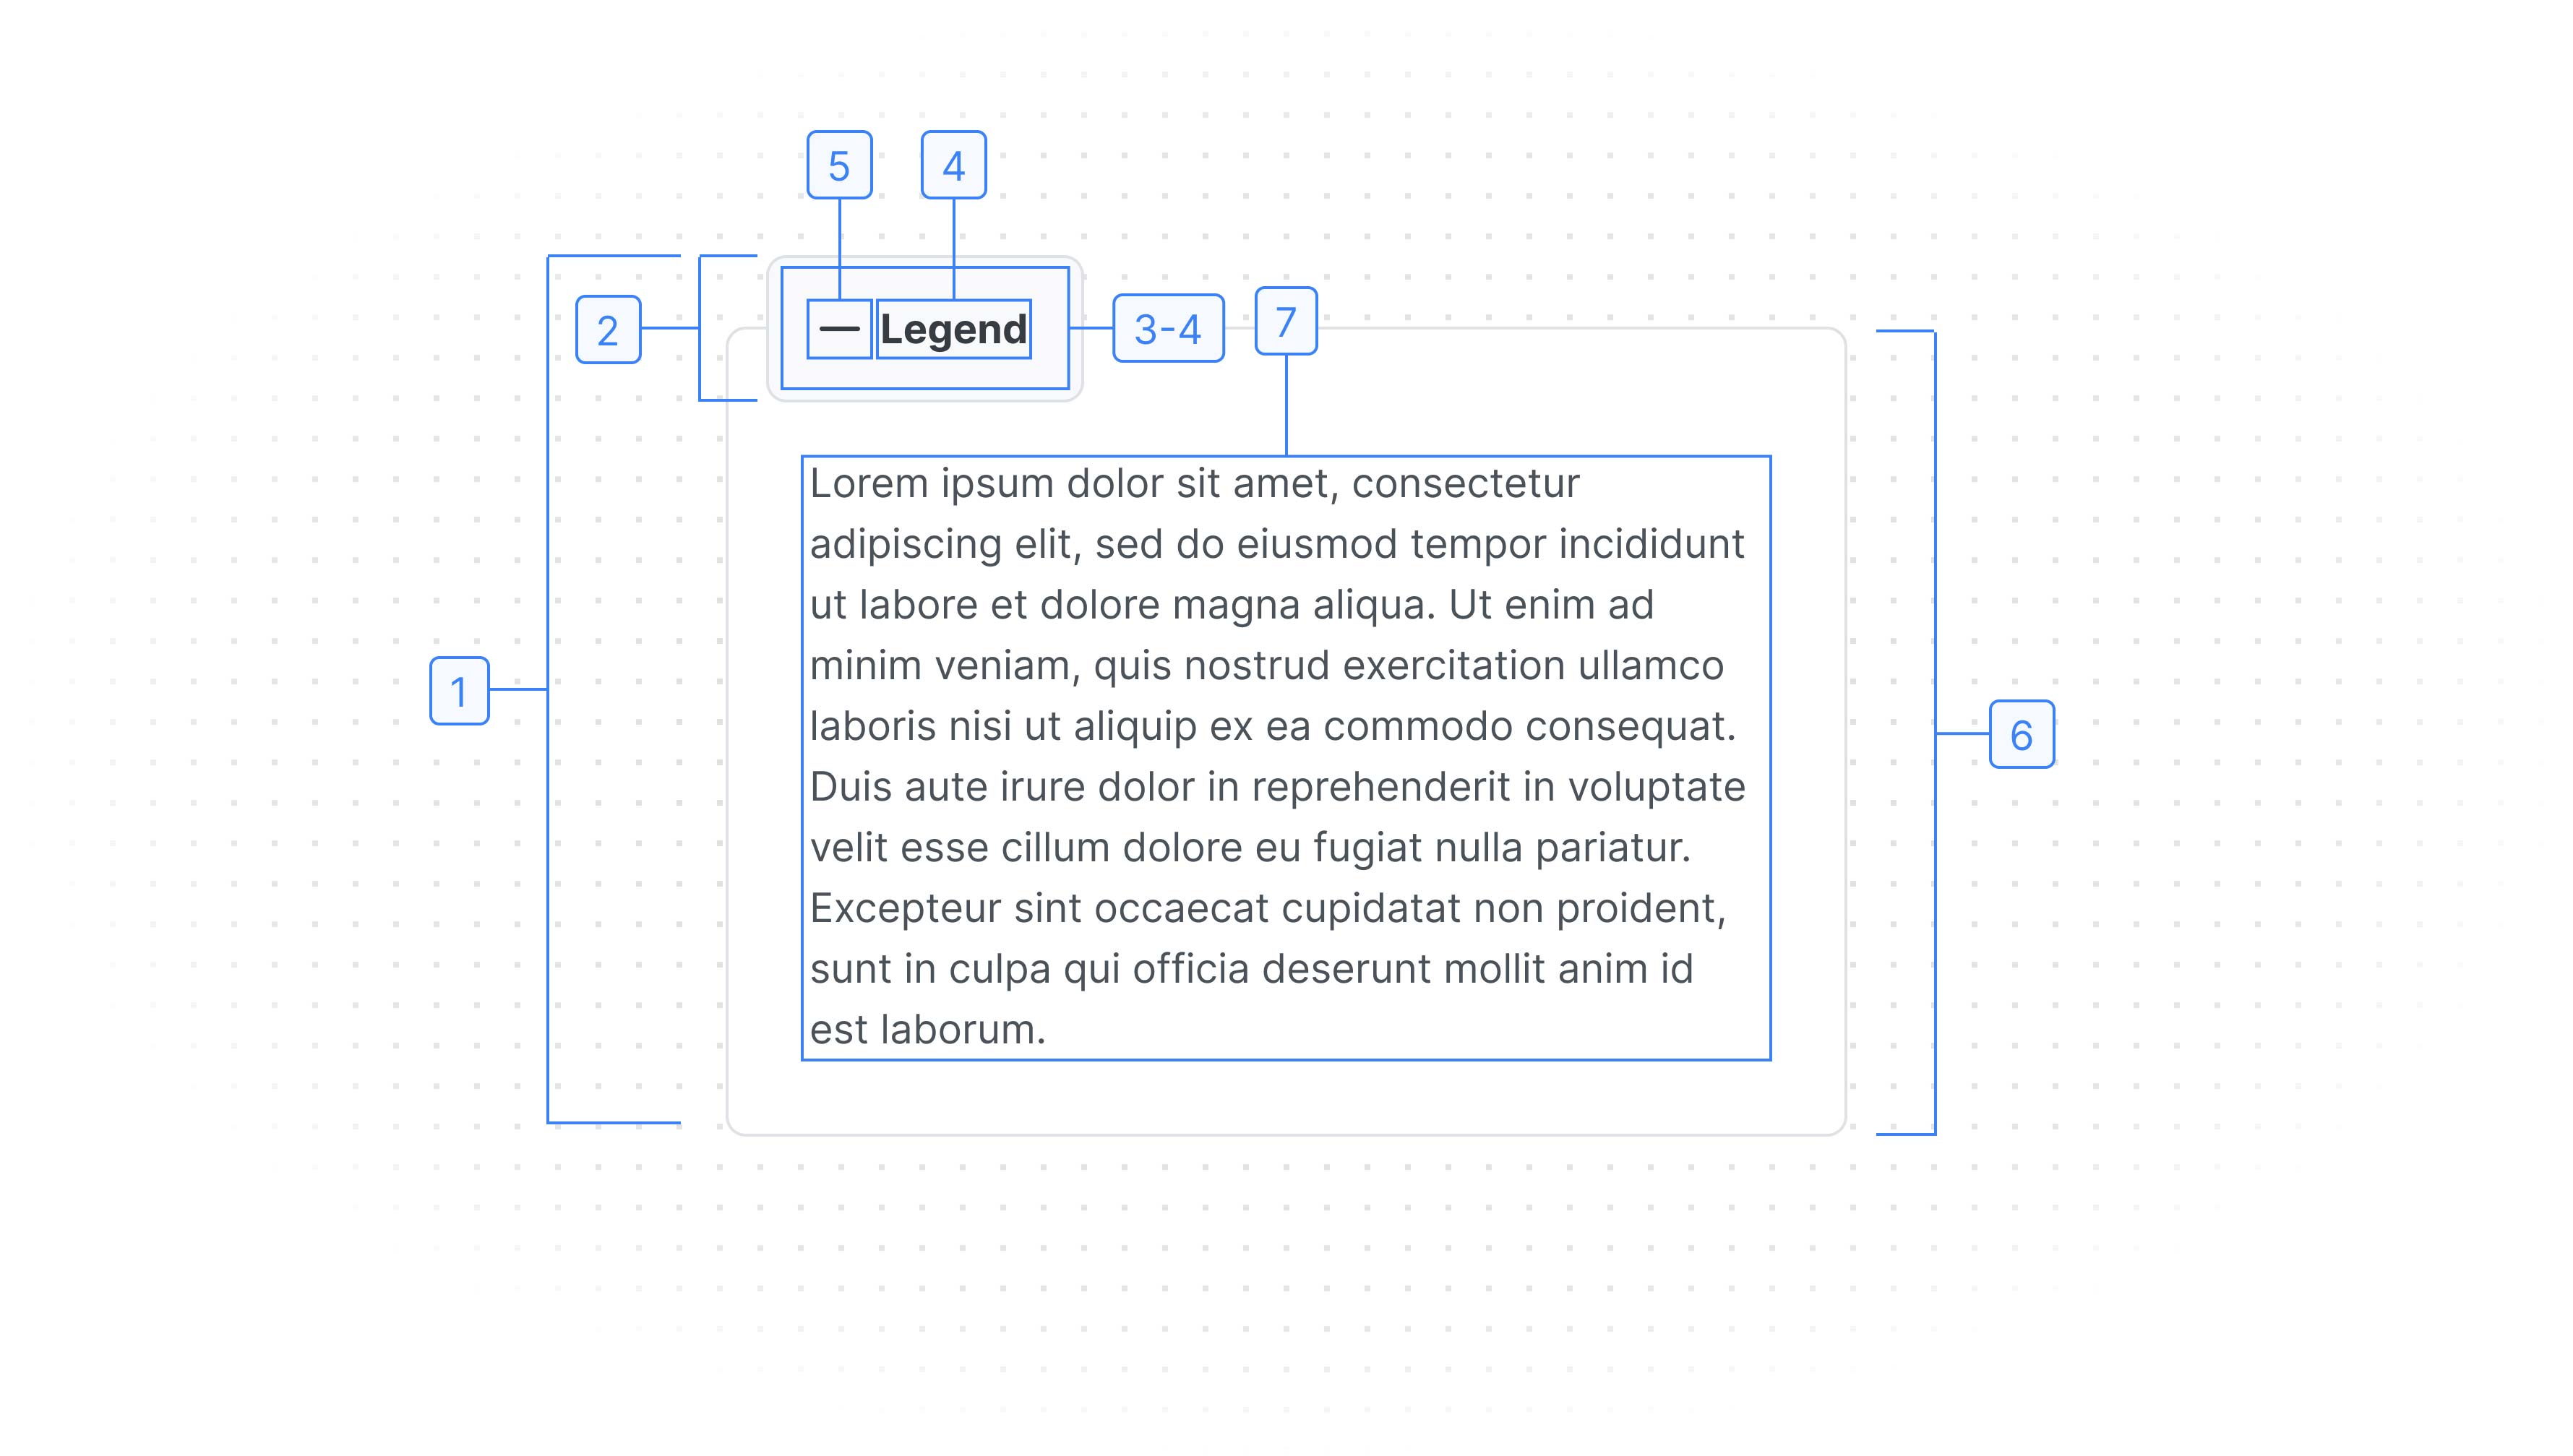 5
4
2
— Legend
3-4
7
Lorem ipsum dolor sit amet, consectetur
adipiscing elit, sed do eiusmod tempor incididunt
ut labore et dolore magna aliqua. Ut enim ad
minim veniam, quis nostrud exercitation ullamco
1
laboris nisi ut aliquip ex ea commodo consequat.
6
Duis aute irure dolor in reprehenderit in voluptate
velit esse cillum dolore eu fugiat nulla pariatur.
Excepteur sint occaecat cupidatat non proident,
sunt in culpa qui officia deserunt mollit anim id
est laborum.